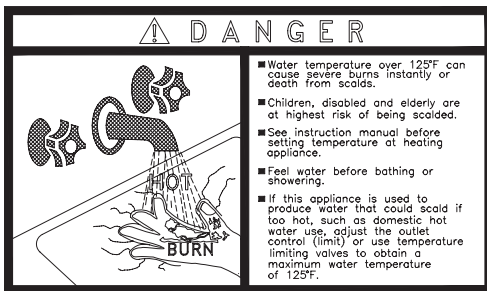 DANGER
HOT
BURN
■ Water temperature over 125°F can
cause severe burns instantly or
death from scalds.
■ Children, disabled and elderly are
at highest risk of being scalded.
■ See instruction manual before
setting temperature at heating
appliance.
■ Feel water before bathing or
showering.
■ If this appliance is used to
produce water that could scald if
too hot, such as domestic hot
water use, adjust the outlet
control (limit) or use temperature
limiting valves to obtain a
maximum water temperature
of 125°F.